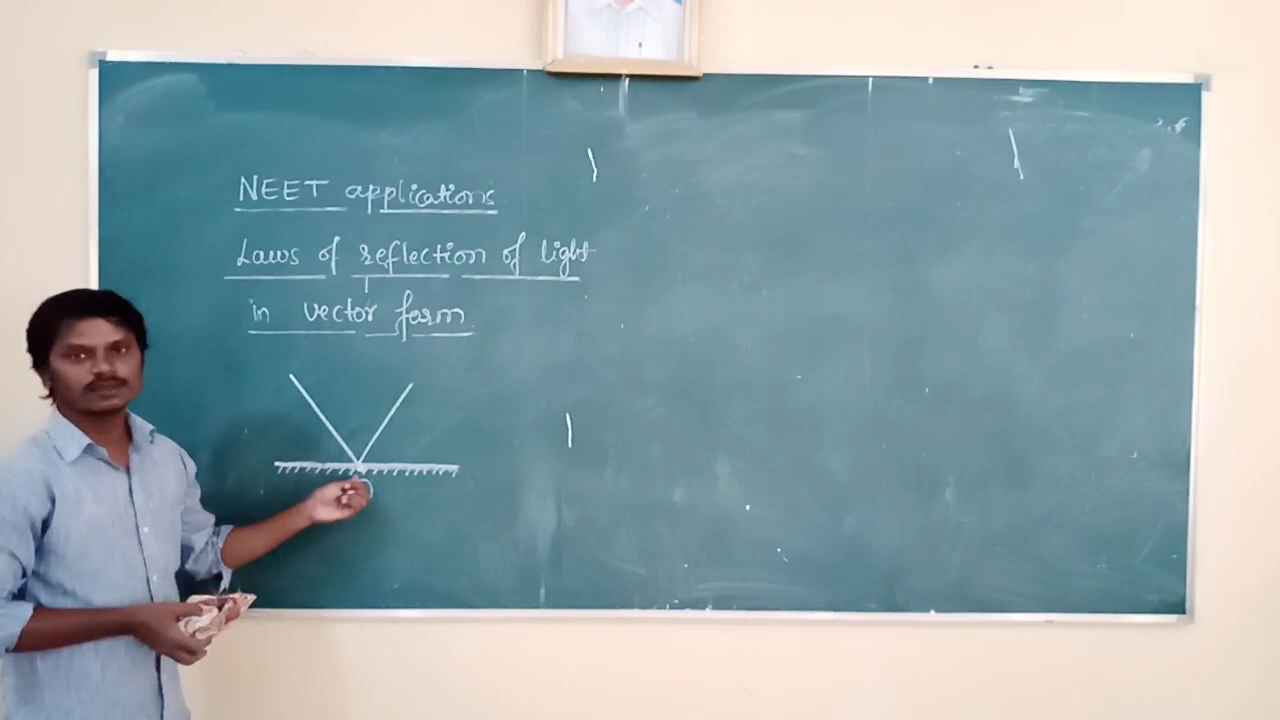 NEET applications
Laws of reflection of light
in vector form